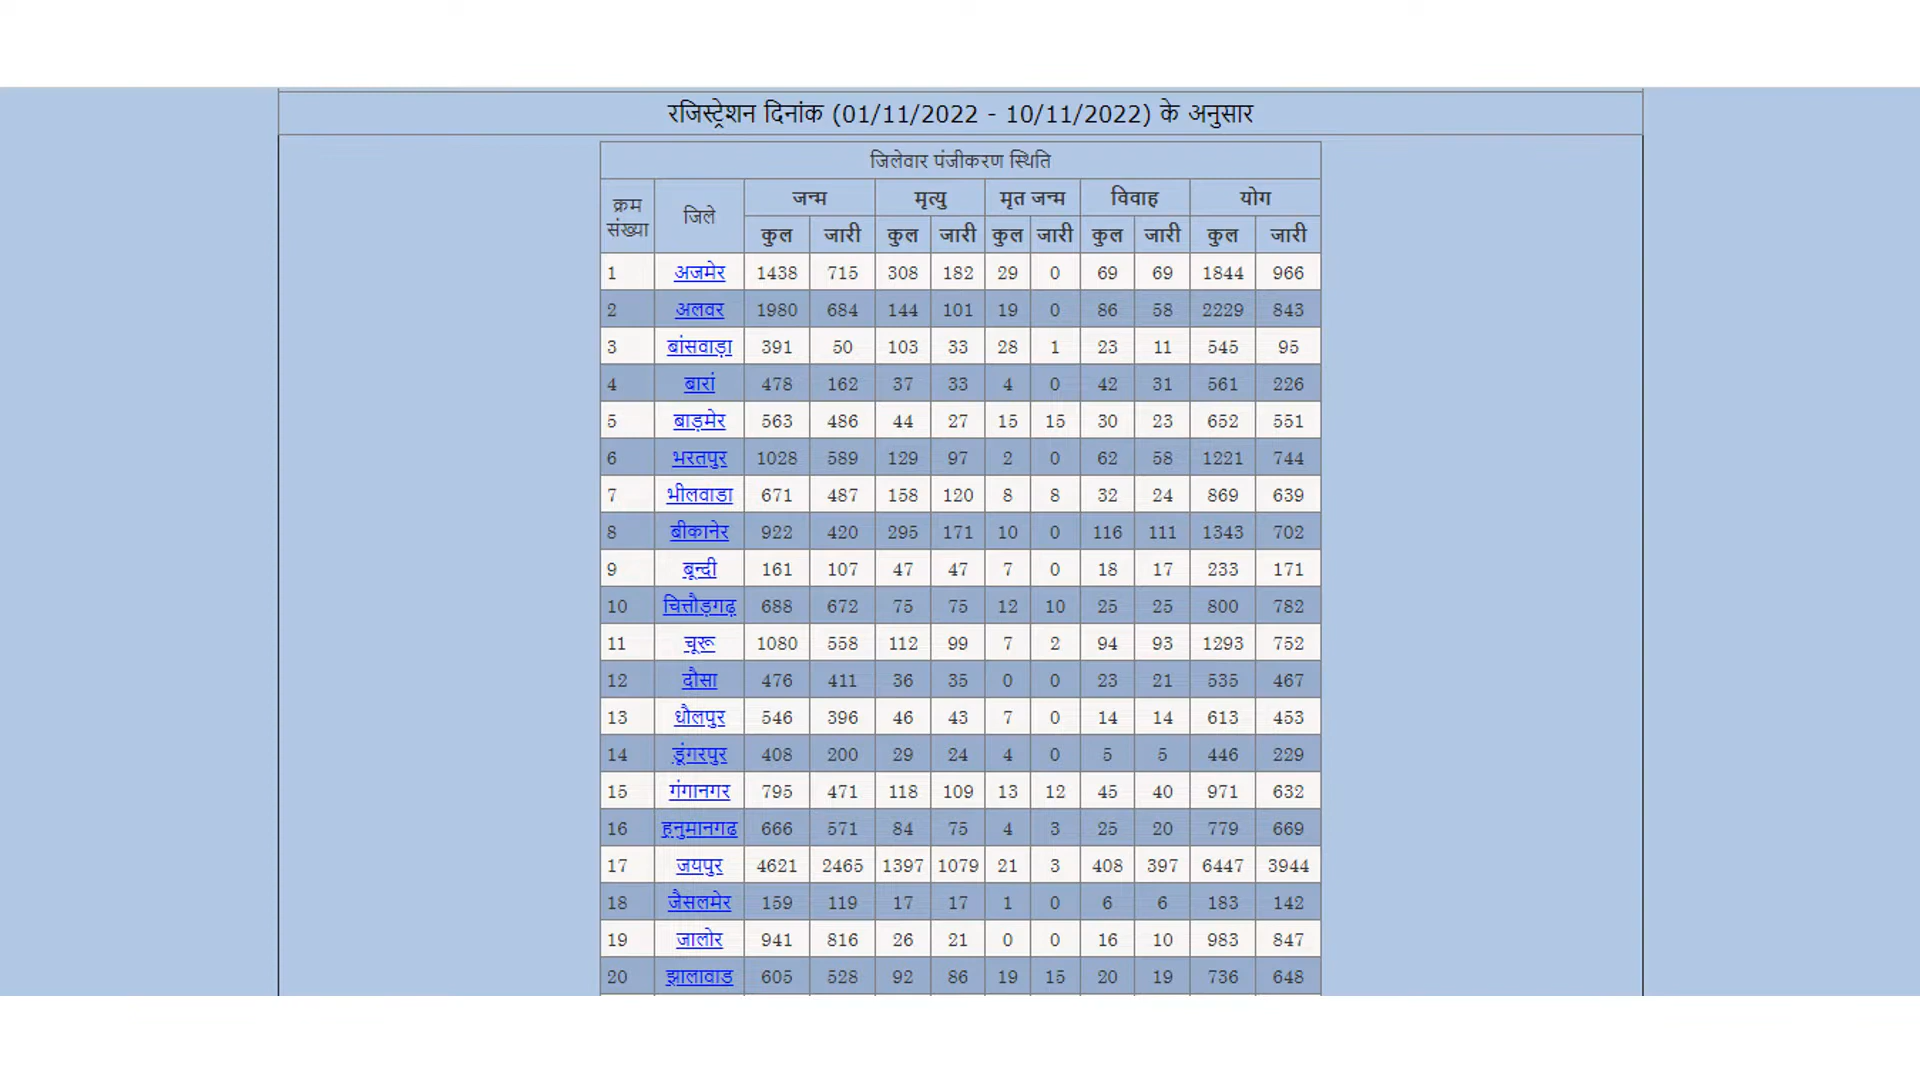 रजिस्ट्रेशन दिनांक (01/11/2022 - 10/11/2022) के अनुसार
जिलेवार पंजीकरण स्थिति
क्रम संख्या जिले जन्म मृत्यु मृत जन्म विवाह योग
कुल जारी कुल जारी कुल जारी कुल जारी कुल जारी
1 अजमेर 1438 715 308 182 29 0 69 69 1844 966
2 अलवर 1980 684 144 101 19 0 86 58 2229 843
3 बांसवाड़ा 391 50 103 33 28 1 23 11 545 95
4 बारां 478 162 37 33 4 0 42 31 561 226
5 बाड़मेर 563 486 44 27 15 15 30 23 652 551
6 भरतपुर 1028 589 129 97 2 0 62 58 1221 744
7 भीलवाडा 671 487 158 120 8 8 32 24 869 639
8 बीकानेर 922 420 295 171 10 0 116 111 1343 702
9 बून्दी 161 107 47 47 7 0 18 17 233 171
10 चित्तौड़गढ़ 688 672 75 75 12 10 25 25 800 782
11 चूरू 1080 558 112 99 7 2 94 93 1293 752
12 दौसा 476 411 36 35 0 0 23 21 535 467
13 धौलपुर 546 396 46 43 7 0 14 14 613 453
14 डूंगरपुर 408 200 29 24 4 0 5 5 446 229
15 गंगानगर 795 471 118 109 13 12 45 40 971 632
16 हनुमानगढ 666 571 84 75 4 3 25 20 779 669
17 जयपुर 4621 2465 1397 1079 21 3 408 397 6447 3944
18 जैसलमेर 159 119 17 17 1 0 6 6 183 142
19 जालोर 941 816 26 21 0 0 16 10 983 847
20 झालावाड 605 528 92 86 19 15 20 19 736 648